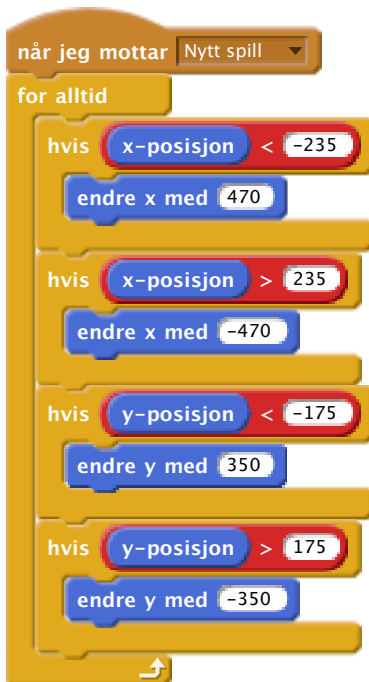 når jeg mottar Nytt spill
for alltid
hvis x-posisjon < -235
endre x med 470
hvis x-posisjon > 235
endre x med -470
hvis y-posisjon < -175
endre y med 350
hvis y-posisjon > 175
endre y med -350